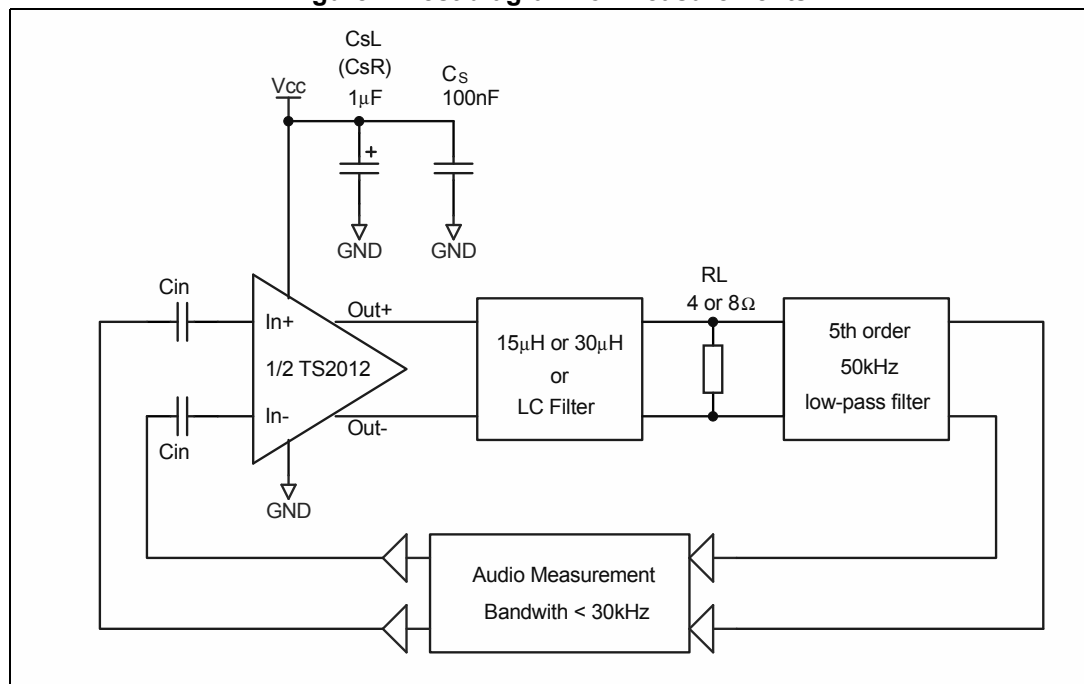 CsL
(CsR)
1μF
Vcc
Cs
100nF
GND
GND
Cin
In+
Out+
1/2 TS2012
In-
Out-
Cin
GND
15μH or 30μH
or
LC Filter
RL
4 or 8Ω
5th order
50kHz
low-pass filter
Audio Measurement
Bandwith < 30kHz